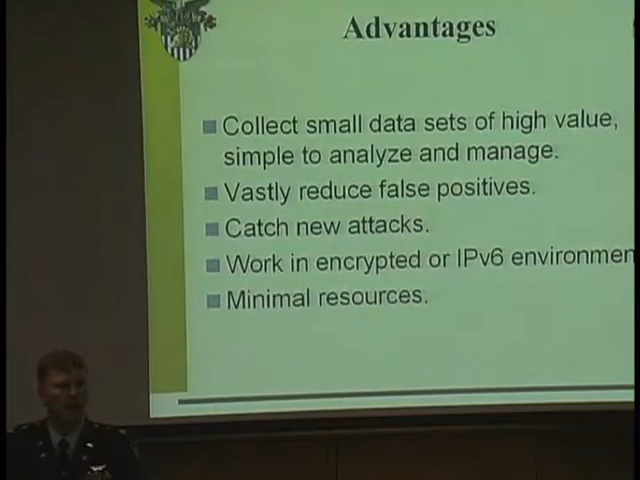 Advantages
Collect small data sets of high value,
simple to analyze and manage.
Vastly reduce false positives.
Catch new attacks.
Work in encrypted or IPv6 environmen
Minimal resources.